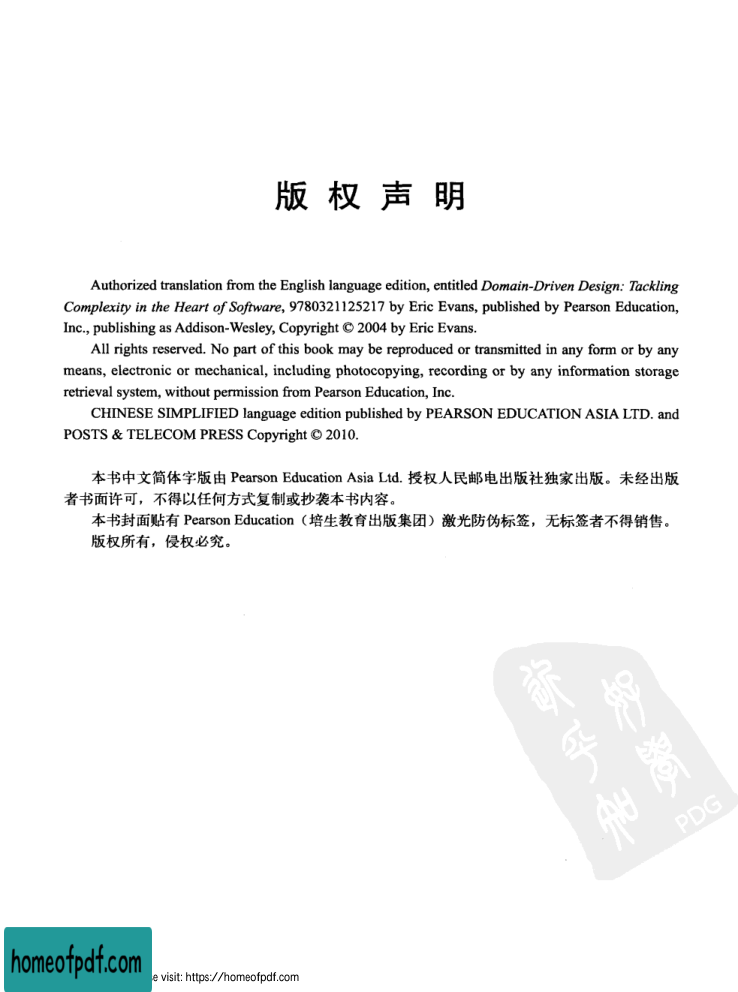 版权声明
Authorized translation from the English language edition, entitled Domain-Driven Design: Tackling
Complexity in the Heart of Software, 9780321125217 by Eric Evans, published by Pearson Education,
Inc., publishing as Addison-Wesley, Copyright © 2004 by Eric Evans.
All rights reserved. No part of this book may be reproduced or transmitted in any form or by any
means, electronic or mechanical, including photocopying, recording or by any information storage
retrieval system, without permission from Pearson Education, Inc.
CHINESE SIMPLIFIED language edition published by PEARSON EDUCATION ASIA LTD. and
POSTS & TELECOM PRESS Copyright © 2010.
本书中文简体字版由 Pearson Education Asia Ltd. 授权人民邮电出版社独家出版。未经出版
者书面许可，不得以任何方式复制或抄袭本书内容。
本书封面贴有 Pearson Education（培生教育出版集团）激光防伪标签，无标签者不得销售。
版权所有，侵权必究。
PDG
homeofpdf.com
visit: https://homeofpdf.com